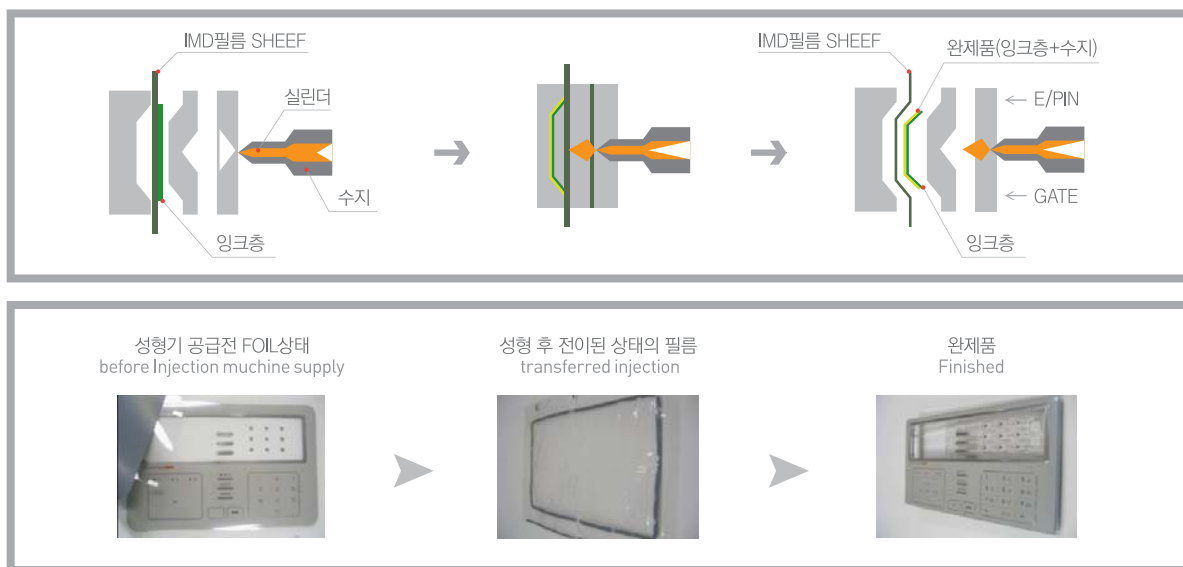 IMD필름 SHEEF
실린더
수지
잉크층
IMD필름 SHEEF
완제품(잉크층+수지)
← E/PIN
← GATE
잉크층
성형기 공급전 FOIL상태
before Injection muchine supply
성형 후 전이된 상태의 필름
transferred injection
완제품
Finished